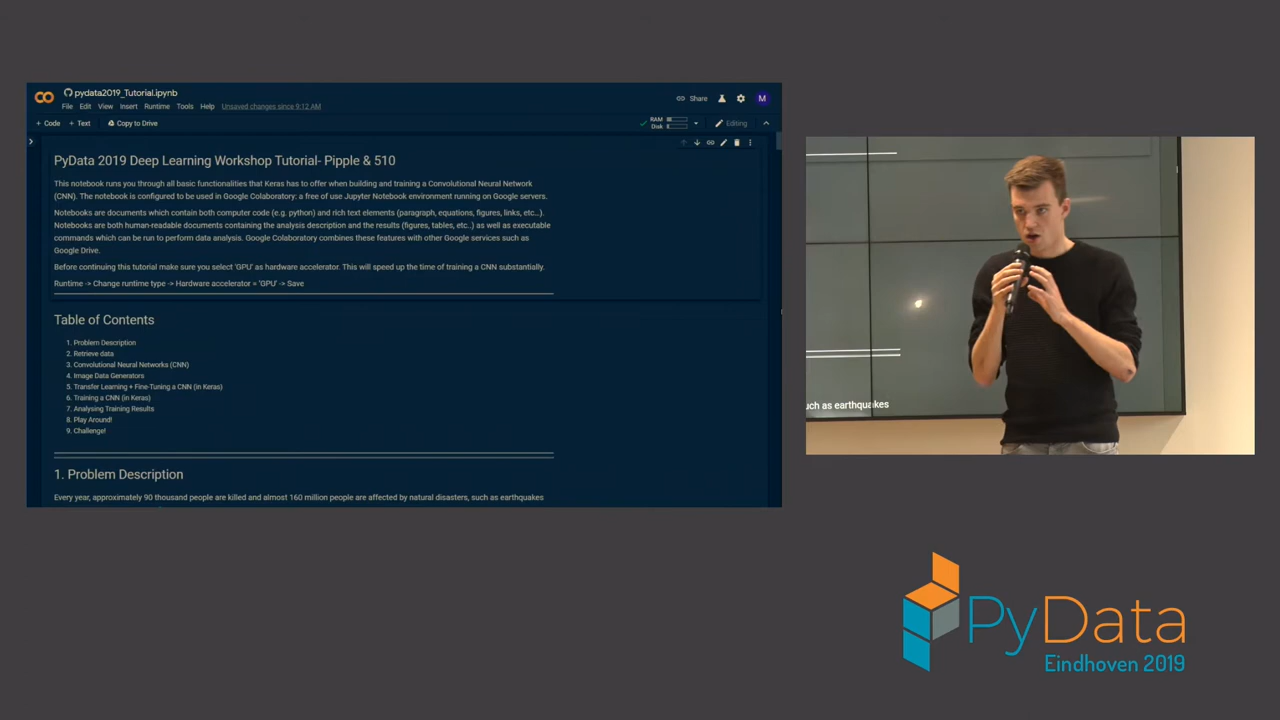 pydata2019_Tutorial.ipynb
File Edit View Insert Runtime Tools Help Unsaved changes since 9:12 AM
Share
M
+ Code + Text Copy to Drive
RAM
Disk
Editing
PyData 2019 Deep Learning Workshop Tutorial- Pipple & 510
This notebook runs you through all basic functionalities that Keras has to offer when building and training a Convolutional Neural Network
(CNN). The notebook is configured to be used in Google Colaboratory: a free of use Jupyter Notebook environment running on Google servers.
Notebooks are documents which contain both computer code (e.g. python) and rich text elements (paragraph, equations, figures, links, etc..).
Notebooks are both human-readable documents containing the analysis description and the results (figures, tables, etc..) as well as executable
commands which can be run to perform data analysis. Google Colaboratory combines these features with other Google services such as
Google Drive.
Before continuing this tutorial make sure you select 'GPU' as hardware accelerator. This will speed up the time of training a CNN substantially.
Runtime -> Change runtime type -> Hardware accelerator = 'GPU' -> Save
Table of Contents
1. Problem Description
2. Retrieve data
3. Convolutional Neural Networks (CNN)
4. Image Data Generators
5. Transfer Learning + Fine-Tuning a CNN (in Keras)
6. Training a CNN (in Keras)
7. Analysing Training Results
8. Play Around!
9. Challenge!
1. Problem Description
Every year, approximately 90 thousand people are killed and almost 160 million people are affected by natural disasters, such as earthquakes
uch as earthquakes
PyData
Eindhoven 2019